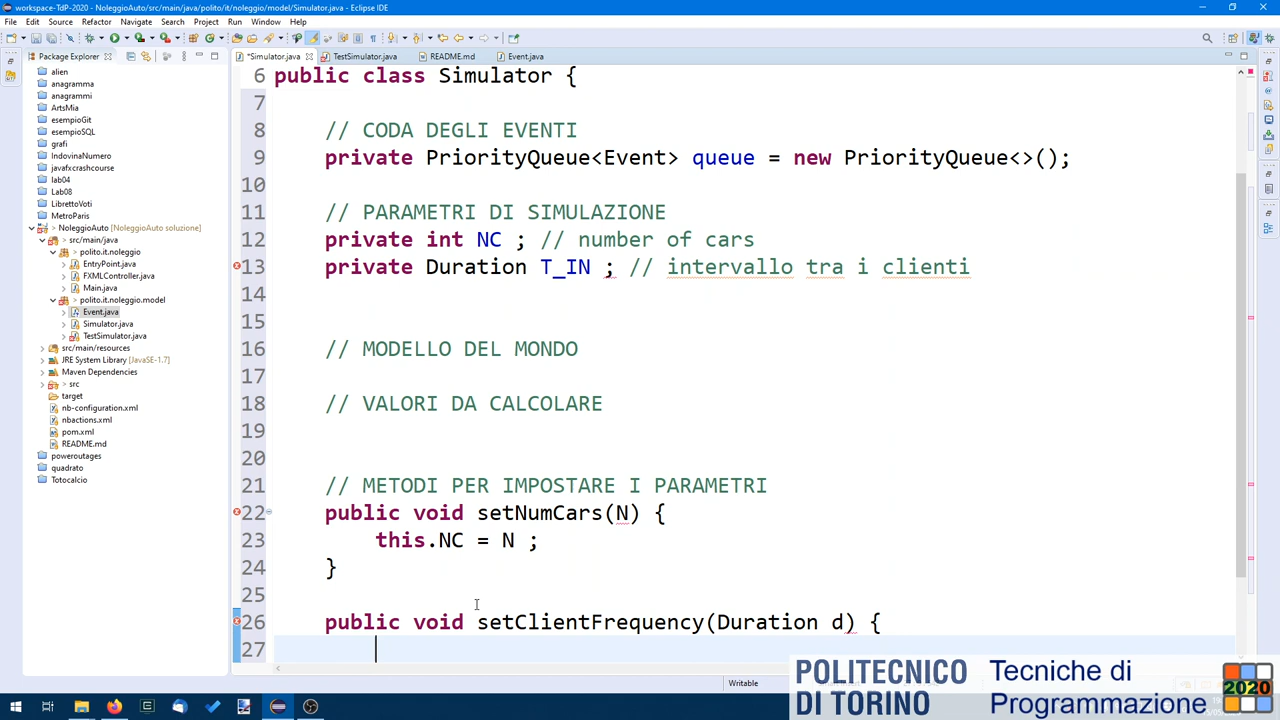 workspace-TdP-2020 - NoleggioAuto/src/main/java/polito/it/noleggio/model/Simulator.java - Eclipse IDE
File Edit Source Refactor Navigate Search Project Run Window Help
Package Explorer
*Simulator.java TestSimulator.java README.md Event.java
alien
anagramma
anagrammi
ArtsMia
esempioGit
esempioSQL
grafi
IndovinaNumero
javafxcrashcourse
lab04
Lab08
LibrettoVoti
MetroParis
NoleggioAuto [NoleggioAuto soluzione]
src/main/java
polito.it.noleggio
EntryPoint.java
FXMLController.java
Main.java
polito.it.noleggio.model
Event.java
Simulator.java
TestSimulator.java
src/main/resources
JRE System Library [JavaSE-1.7]
Maven Dependencies
src
target
nb-configuration.xml
nbactions.xml
pom.xml
README.md
poweroutages
quadrato
Totocalcio
6 public class Simulator {
7
8 // CODA DEGLI EVENTI
9 private PriorityQueue<Event> queue = new PriorityQueue<>();
10
11 // PARAMETRI DI SIMULAZIONE
12 private int NC ; // number of cars
13 private Duration T_IN ; // intervallo tra i clienti
14
15
16 // MODELLO DEL MONDO
17
18 // VALORI DA CALCOLARE
19
20
21 // METODI PER IMPOSTARE I PARAMETRI
22 public void setNumCars(N) {
23 this.NC = N ;
24 }
25
26 public void setClientFrequency(Duration d) {
27
Writable
POLITECNICO
DI TORINO
Tecniche di
Programmazione
2020